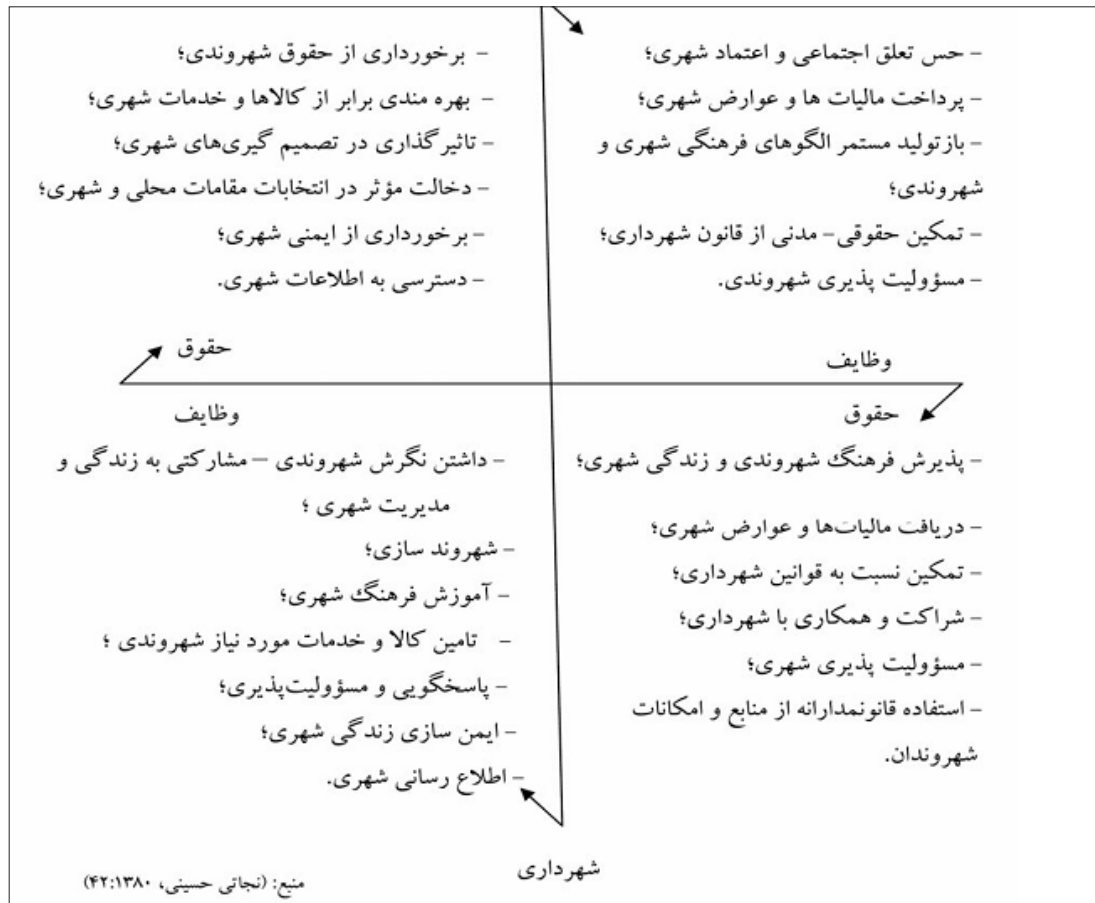 - حس تعلق اجتماعی و اعتماد شهری؛
- پرداخت مالیات ها و عوارض شهری؛
- بازتولید مستمر الگوهای فرهنگی شهری و
شهروندی؛
- تمکین حقوقی- مدنی از قانون شهرداری؛
- مسؤولیت پذیری شهروندی.
- برخورداری از حقوق شهروندی؛
- بهره مندی برابر از کالاها و خدمات شهری؛
- تاثیرگذاری در تصمیم گیری‌های شهری؛
- دخالت مؤثر در انتخابات مقامات محلی و شهری؛
- برخورداری از ایمنی شهری؛
- دسترسی به اطلاعات شهری.
وظایف
حقوق
حقوق
وظایف
- پذیرش فرهنگ شهروندی و زندگی شهری؛
- دریافت مالیات‌ها و عوارض شهری؛
- تمکین نسبت به قوانین شهرداری؛
- شراکت و همکاری با شهرداری؛
- مسؤولیت پذیری شهری؛
- استفاده قانونمدارانه از منابع و امکانات
شهروندان.
- داشتن نگرش شهروندی – مشارکتی به زندگی و
مدیریت شهری ؛
- شهروند سازی؛
- آموزش فرهنگ شهری؛
- تامین کالا و خدمات مورد نیاز شهروندی ؛
- پاسخگویی و مسؤولیت‌پذیری؛
- ایمن سازی زندگی شهری؛
- اطلاع رسانی شهری.
شهرداری
منبع: (نجاتی حسینی، ۴۲:۱۳۸۰)